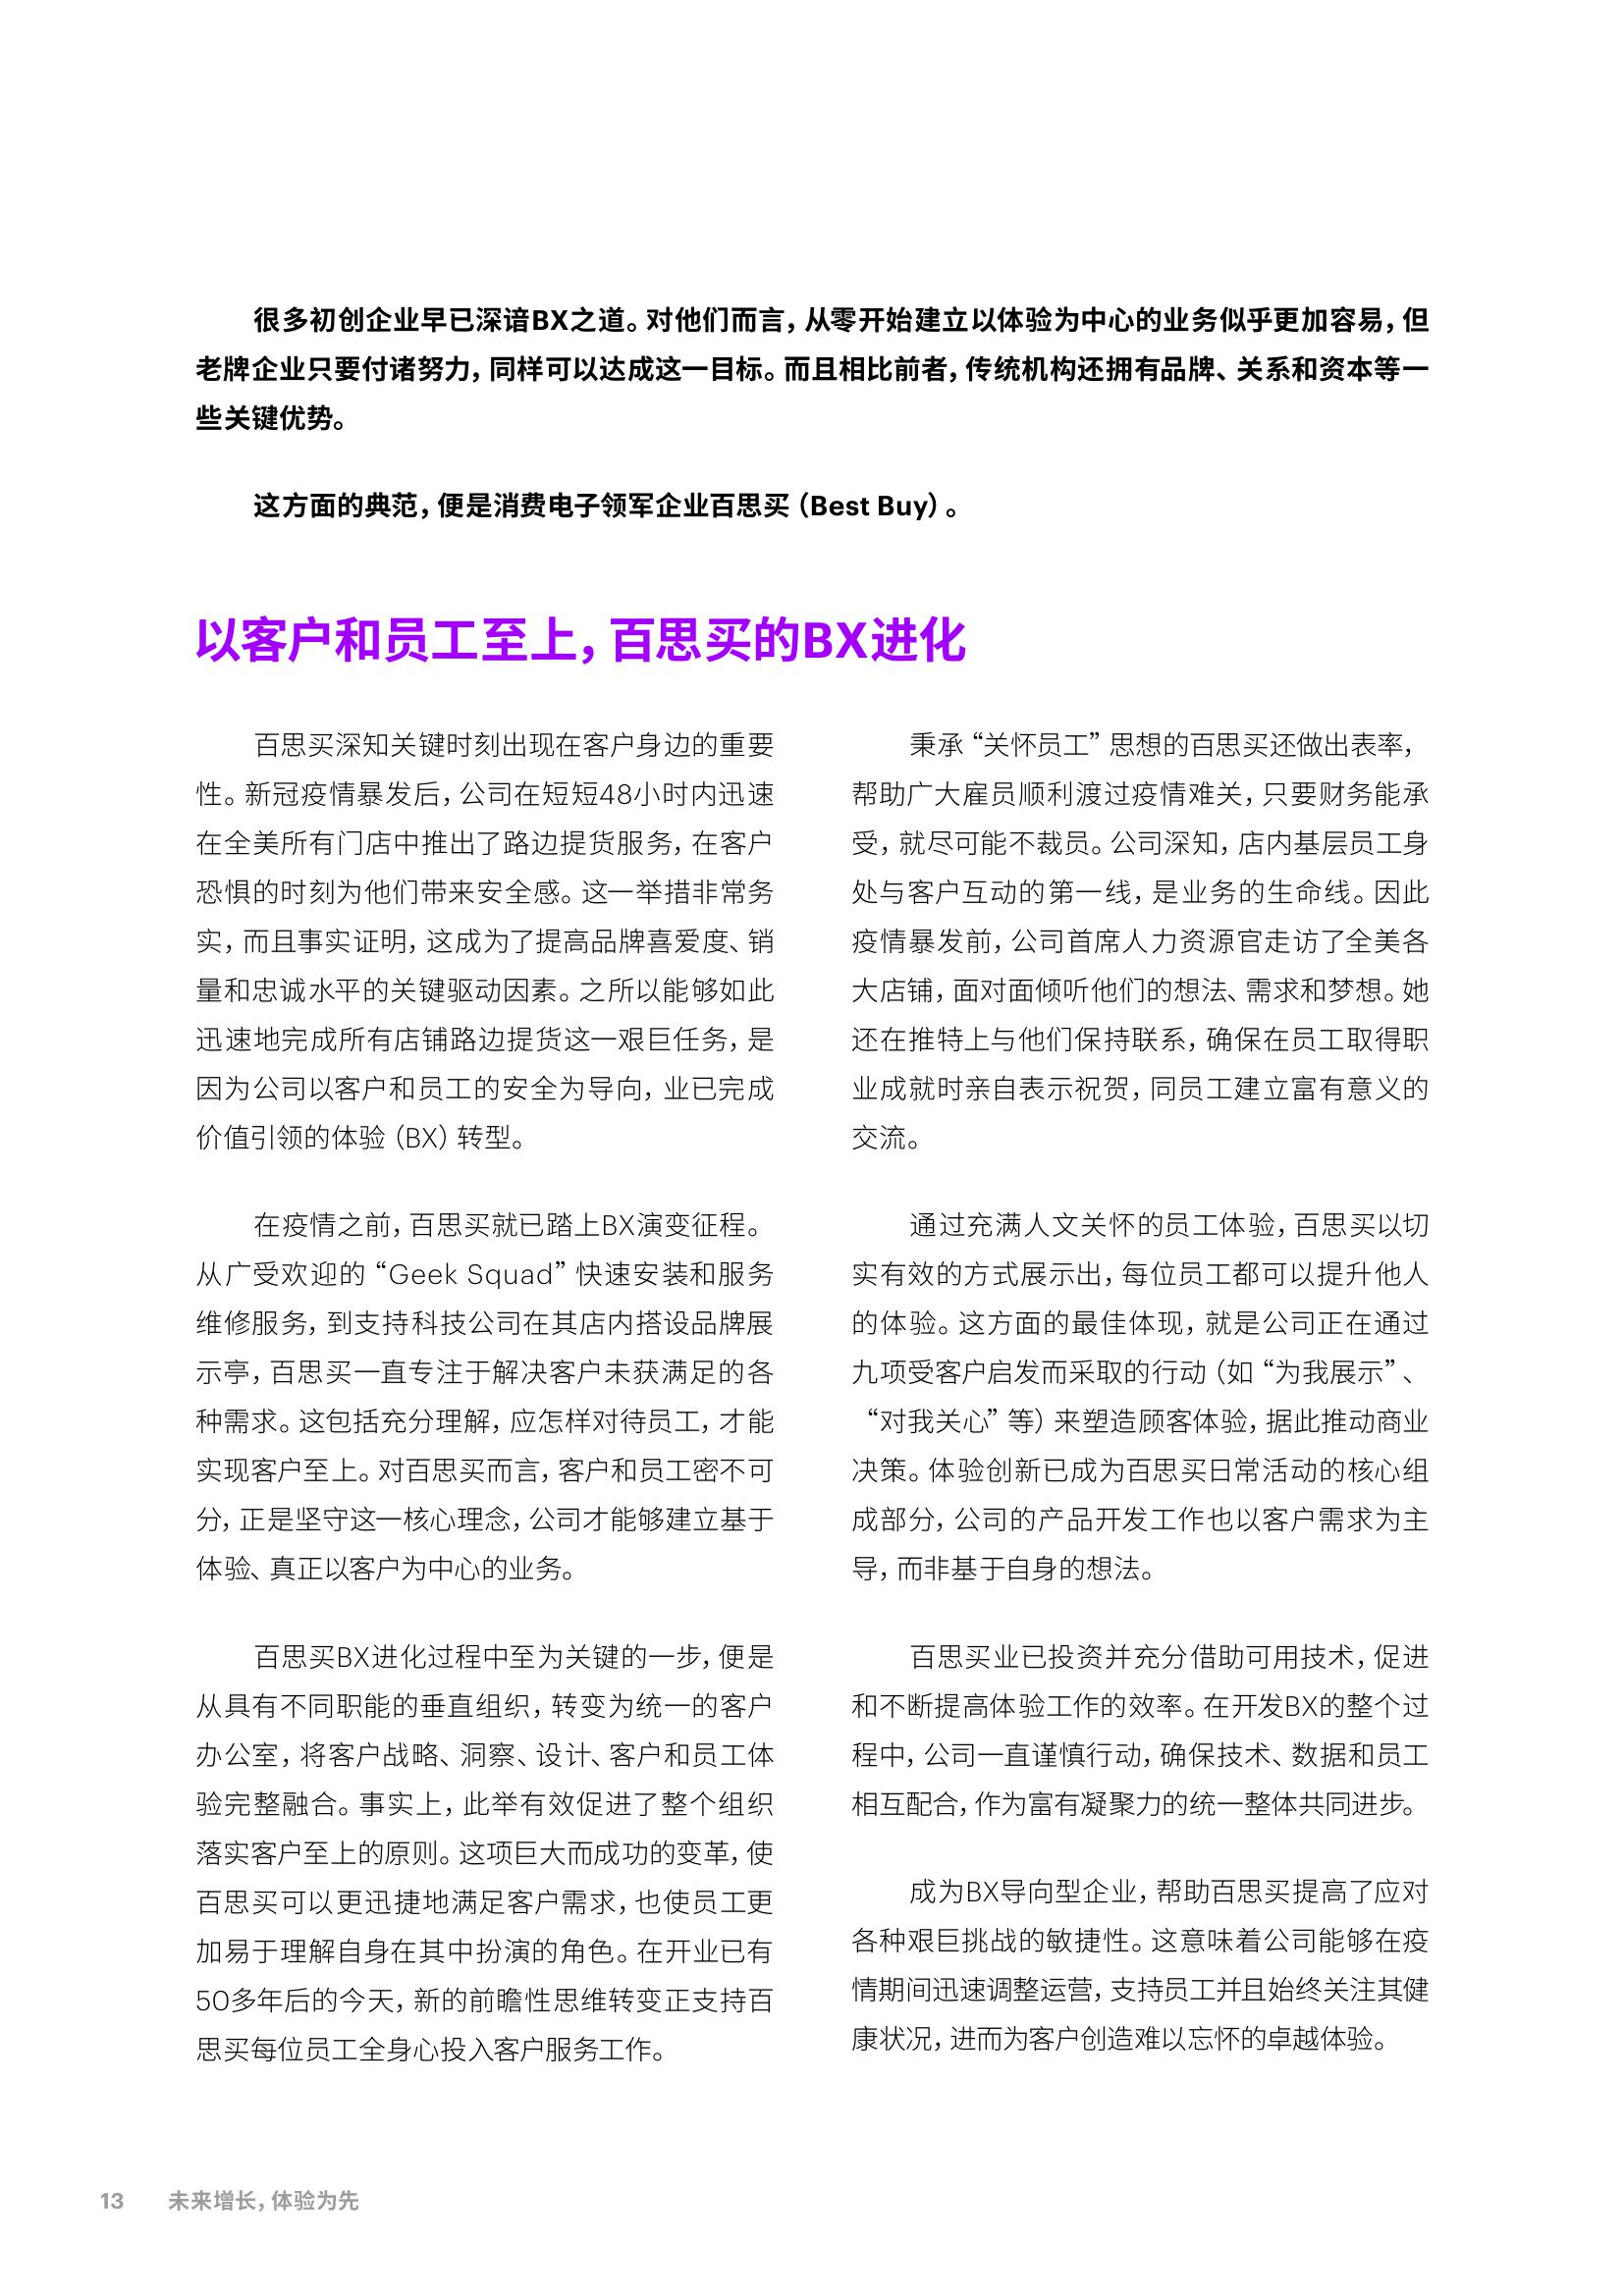 很多初创企业早已深谙BX之道。对他们而言，从零开始建立以体验为中心的业务似乎更加容易，但
老牌企业只要付诸努力，同样可以达成这一目标。而且相比前者，传统机构还拥有品牌、关系和资本等一
些关键优势。
这方面的典范，便是消费电子领军企业百思买（Best Buy）。
以客户和员工至上，百思买的BX进化
百思买深知关键时刻出现在客户身边的重要
性。新冠疫情暴发后，公司在短短48小时内迅速
在全美所有门店中推出了路边提货服务，在客户
恐惧的时刻为他们带来安全感。这一举措非常务
实，而且事实证明，这成为了提高品牌喜爱度、销
量和忠诚水平的关键驱动因素。之所以能够如此
迅速地完成所有店铺路边提货这一艰巨任务，是
因为公司以客户和员工的安全为导向，业已完成
价值引领的体验（BX）转型。
在疫情之前，百思买就已踏上BX演变征程。
从广受欢迎的“Geek Squad”快速安装和服务
维修服务，到支持科技公司在其店内搭设品牌展
示亭，百思买一直专注于解决客户未获满足的各
种需求。这包括充分理解，应怎样对待员工，才能
实现客户至上。对百思买而言，客户和员工密不可
分，正是坚守这一核心理念，公司才能够建立基于
体验、真正以客户为中心的业务。
百思买BX进化过程中至为关键的一步，便是
从具有不同职能的垂直组织，转变为统一的客户
办公室，将客户战略、洞察、设计、客户和员工体
验完整融合。事实上，此举有效促进了整个组织
落实客户至上的原则。这项巨大而成功的变革，使
百思买可以更迅捷地满足客户需求，也使员工更
加易于理解自身在其中扮演的角色。在开业已有
50多年后的今天，新的前瞻性思维转变正支持百
思买每位员工全身心投入客户服务工作。
秉承“关怀员工”思想的百思买还做出表率，
帮助广大雇员顺利渡过疫情难关，只要财务能承
受，就尽可能不裁员。公司深知，店内基层员工身
处与客户互动的第一线，是业务的生命线。因此
疫情暴发前，公司首席人力资源官走访了全美各
大店铺，面对面倾听他们的想法、需求和梦想。她
还在推特上与他们保持联系，确保在员工取得职
业成就时亲自表示祝贺，同员工建立富有意义的
交流。
通过充满人文关怀的员工体验，百思买以切
实有效的方式展示出，每位员工都可以提升他人
的体验。这方面的最佳体现，就是公司正在通过
九项受客户启发而采取的行动（如“为我展示”、
“对我关心”等）来塑造顾客体验，据此推动商业
决策。体验创新已成为百思买日常活动的核心组
成部分，公司的产品开发工作也以客户需求为主
导，而非基于自身的想法。
百思买业已投资并充分借助可用技术，促进
和不断提高体验工作的效率。在开发BX的整个过
程中，公司一直谨慎行动，确保技术、数据和员工
相互配合，作为富有凝聚力的统一整体共同进步。
成为BX导向型企业，帮助百思买提高了应对
各种艰巨挑战的敏捷性。这意味着公司能够在疫
情期间迅速调整运营，支持员工并且始终关注其健
康状况，进而为客户创造难以忘怀的卓越体验。
13 未来增长，体验为先